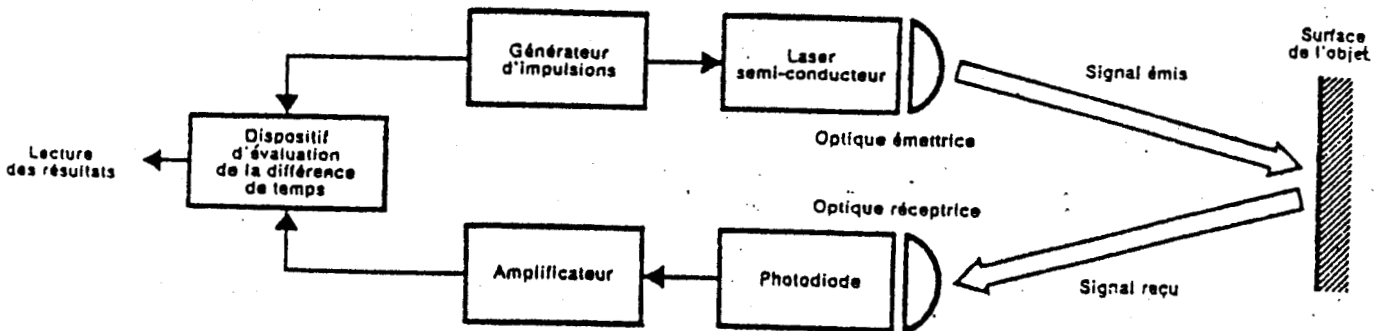 Générateur
d'impulsions
Laser
semi-conducteur
Signal émis
Surface
de l'objet
Optique émettrice
Dispositif
d'évaluation
de la différence
de temps
Lecture
des résultats
Optique réceptrice
Amplificateur
Photodiode
Signal reçu